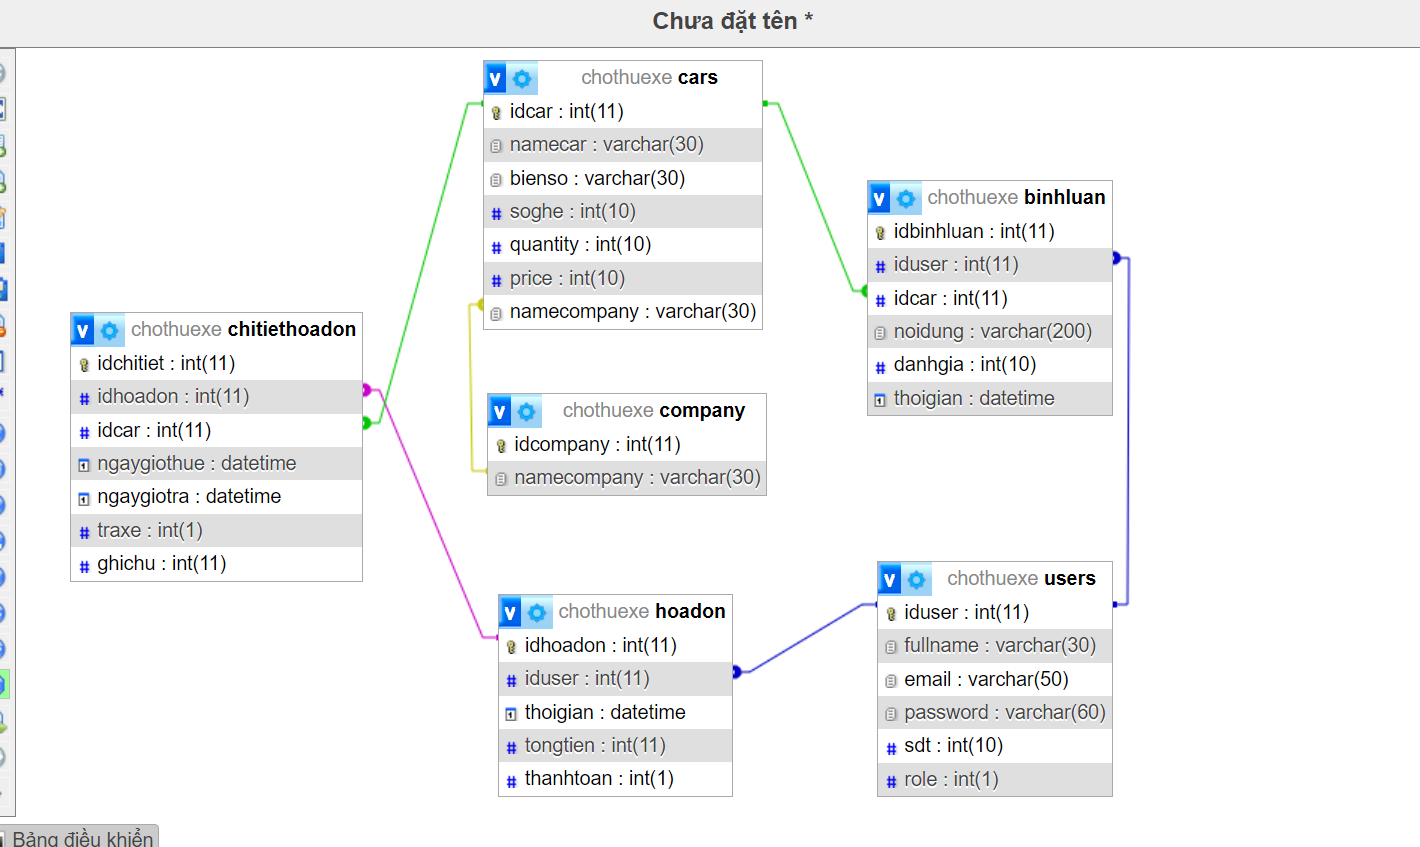 Chưa đặt tên *
chothuexe cars
idcar : int(11)
namecar : varchar(30)
bienso : varchar(30)
soghe : int(10)
quantity : int(10)
price : int(10)
namecompany : varchar(30)
chothuexe binhluan
idbinhluan : int(11)
iduser : int(11)
idcar : int(11)
noidung : varchar(200)
danhgia : int(10)
thoigian : datetime
chothuexe chitiethoadon
idchitiet : int(11)
idhoadon : int(11)
idcar : int(11)
ngaygiothue : datetime
ngaygiotra : datetime
traxe : int(1)
ghichu : int(11)
chothuexe company
idcompany : int(11)
namecompany : varchar(30)
chothuexe hoadon
idhoadon : int(11)
iduser : int(11)
thoigian : datetime
tongtien : int(11)
thanhtoan : int(1)
chothuexe users
iduser : int(11)
fullname : varchar(30)
email : varchar(50)
password : varchar(60)
sdt : int(10)
role : int(1)
Bảng điều khiển